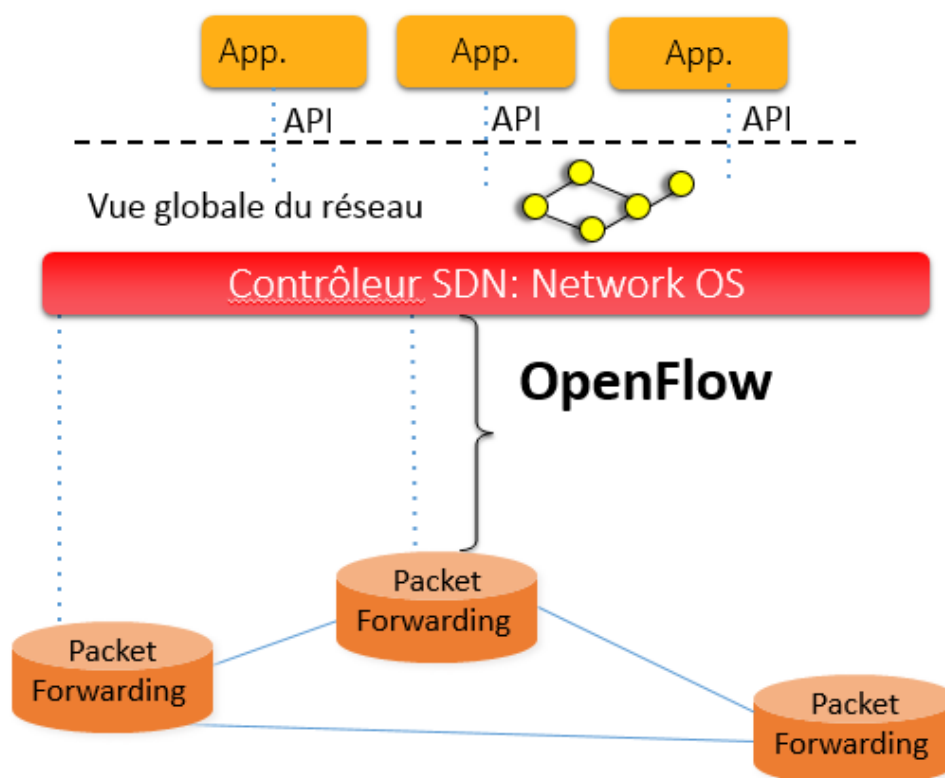 App.
App.
App.
API
API
API
Vue globale du réseau
Contrôleur SDN: Network OS
OpenFlow
Packet
Forwarding
Packet
Forwarding
Packet
Forwarding